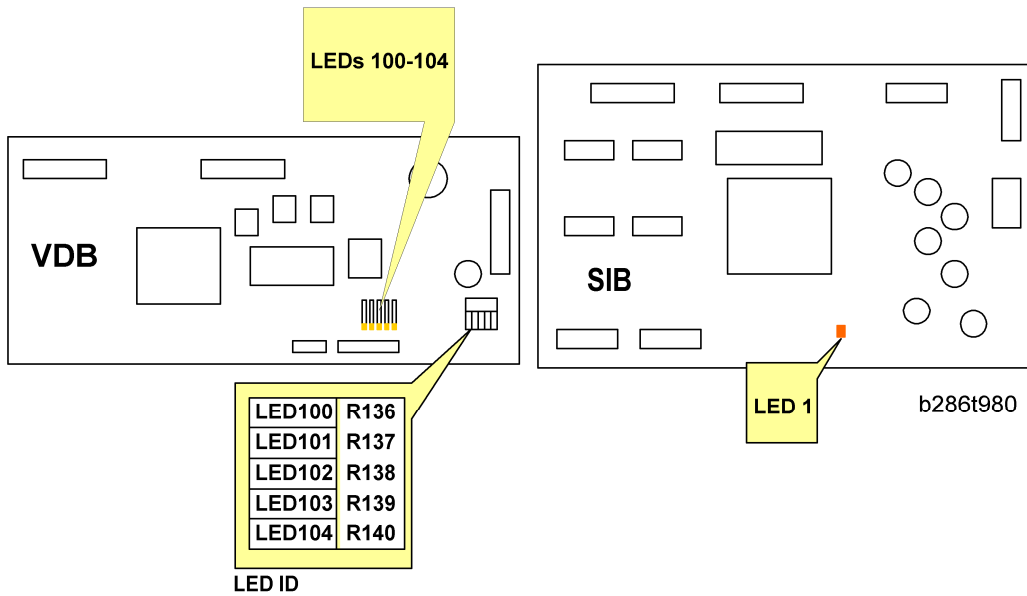 LEDs 100-104
VDB
SIB
LED 1
b286t980
LED100 R136
LED101 R137
LED102 R138
LED103 R139
LED104 R140
LED ID